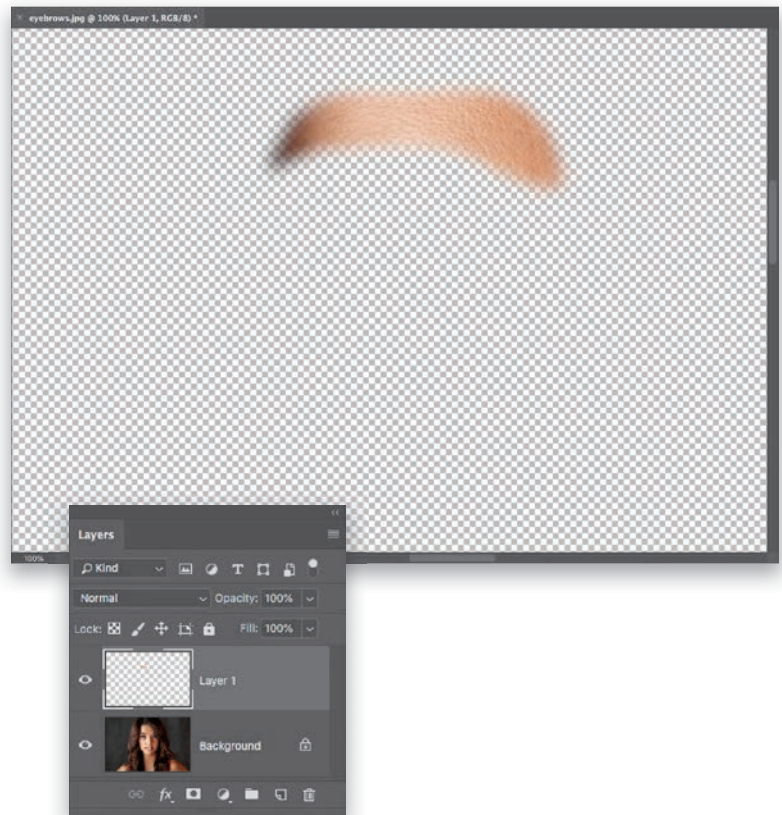 × eyebrows.jpg @ 100% (Layer 1, RGB/8) *
100%
Layers
Kind T
Normal Opacity: 100%
Lock: Fill: 100%
Layer 1
Background
fx